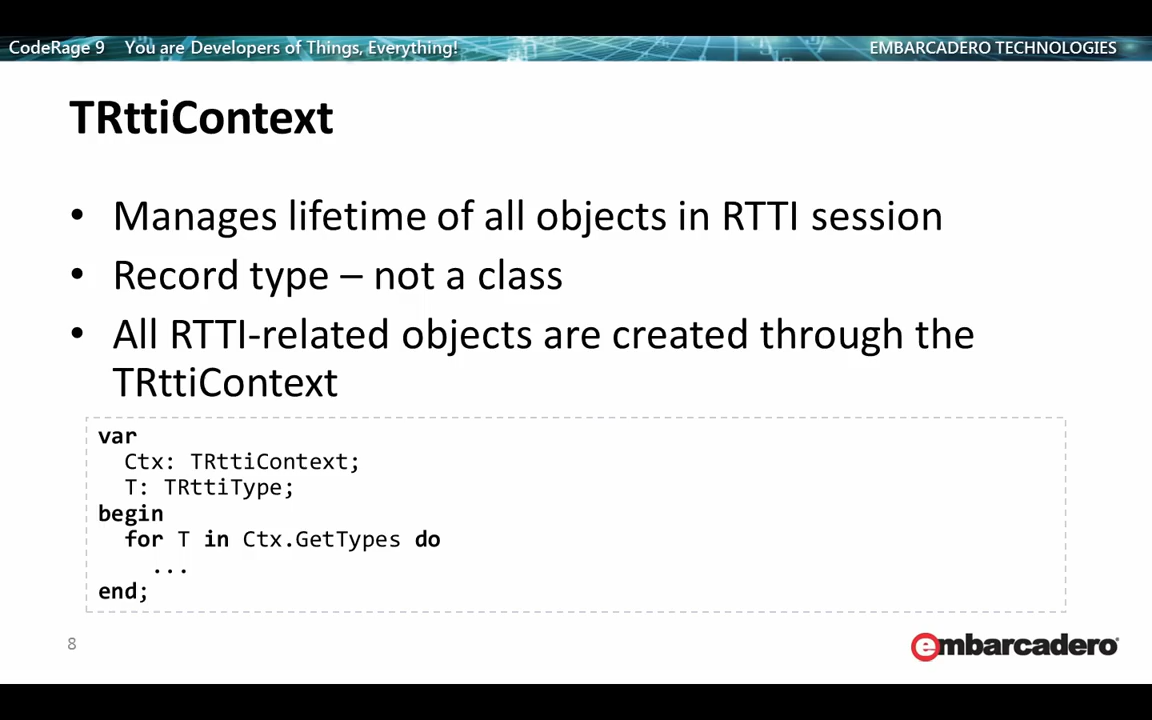 CodeRage 9 You are Developers of Things, Everything!
EMBARCADERO TECHNOLOGIES
TRttiContext
• Manages lifetime of all objects in RTTI session
• Record type – not a class
• All RTTI-related objects are created through the
TRttiContext
var
  Ctx: TRttiContext;
  T: TRttiType;
begin
  for T in Ctx.GetTypes do
    ...
end;
8
embarcadero